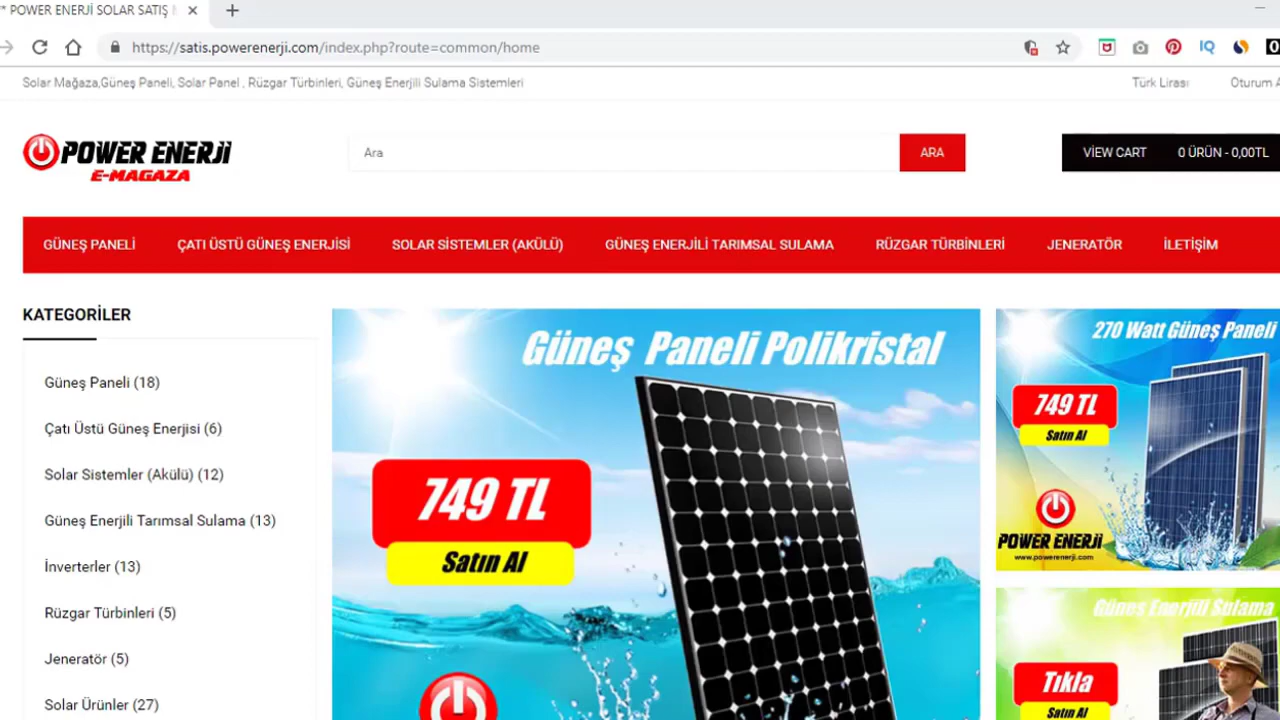 POWER ENERJİ SOLAR SATIŞ
https://satis.powerenerji.com/index.php?route=common/home
Solar Mağaza,Güneş Paneli, Solar Panel , Rüzgar Türbinleri, Güneş Enerjili Sulama Sistemleri
Türk Lirası
Oturum A
POWER ENERJİ
E-MAGAZA
Ara
ARA
VİEW CART
0 ÜRÜN - 0,00TL
GÜNEŞ PANELİ
ÇATI ÜSTÜ GÜNEŞ ENERJİSİ
SOLAR SİSTEMLER (AKÜLÜ)
GÜNEŞ ENERJİLİ TARIMSAL SULAMA
RÜZGAR TÜRBİNLERİ
JENERATÖR
İLETİŞİM
KATEGORİLER
Güneş Paneli (18)
Çatı Üstü Güneş Enerjisi (6)
Solar Sistemler (Akülü) (12)
Güneş Enerjili Tarımsal Sulama (13)
İnverterler (13)
Rüzgar Türbinleri (5)
Jeneratör (5)
Solar Ürünler (27)
Güneş Paneli Polikristal
749 TL
Satın Al
270 Watt Güneş Paneli
749 TL
Satın Al
POWER ENERJİ
www.powerenerji.com
Güneş Enerjili Sulama
Tıkla
Satın Al